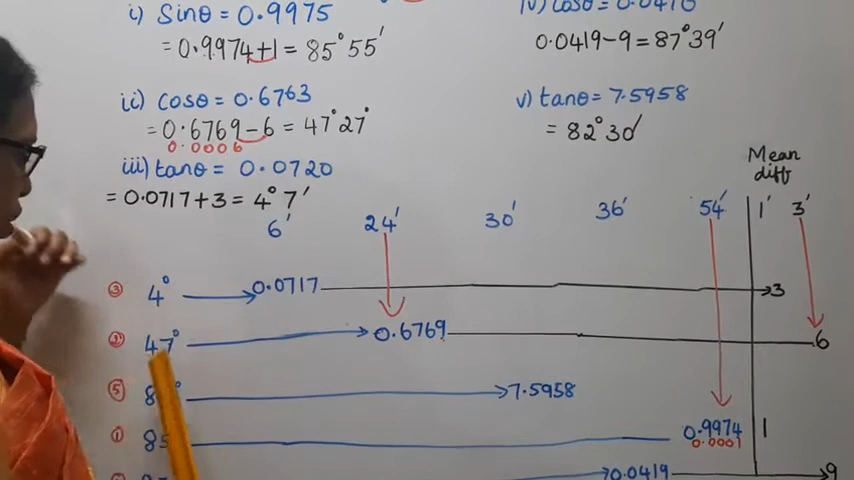 i) Sinθ = 0.9975
= 0.9974+1 = 85°55'
ii) cosθ = 0.6763
= 0.6769-6 = 47°27'
0.0006
iii) tanθ = 0.0720
= 0.0717+3 = 4°7'
iv) cosθ = 0.0410
0.0419-9 = 87°39'
v) tanθ = 7.5958
= 82°30'
Mean
diff
6' 24' 30' 36' 54' 1' 3'
③ 4° 0.0717 3
② 47° 0.6769 6
⑤ 8 ° 7.5958
① 85 0.9974 1
0.0001
0.0419 9